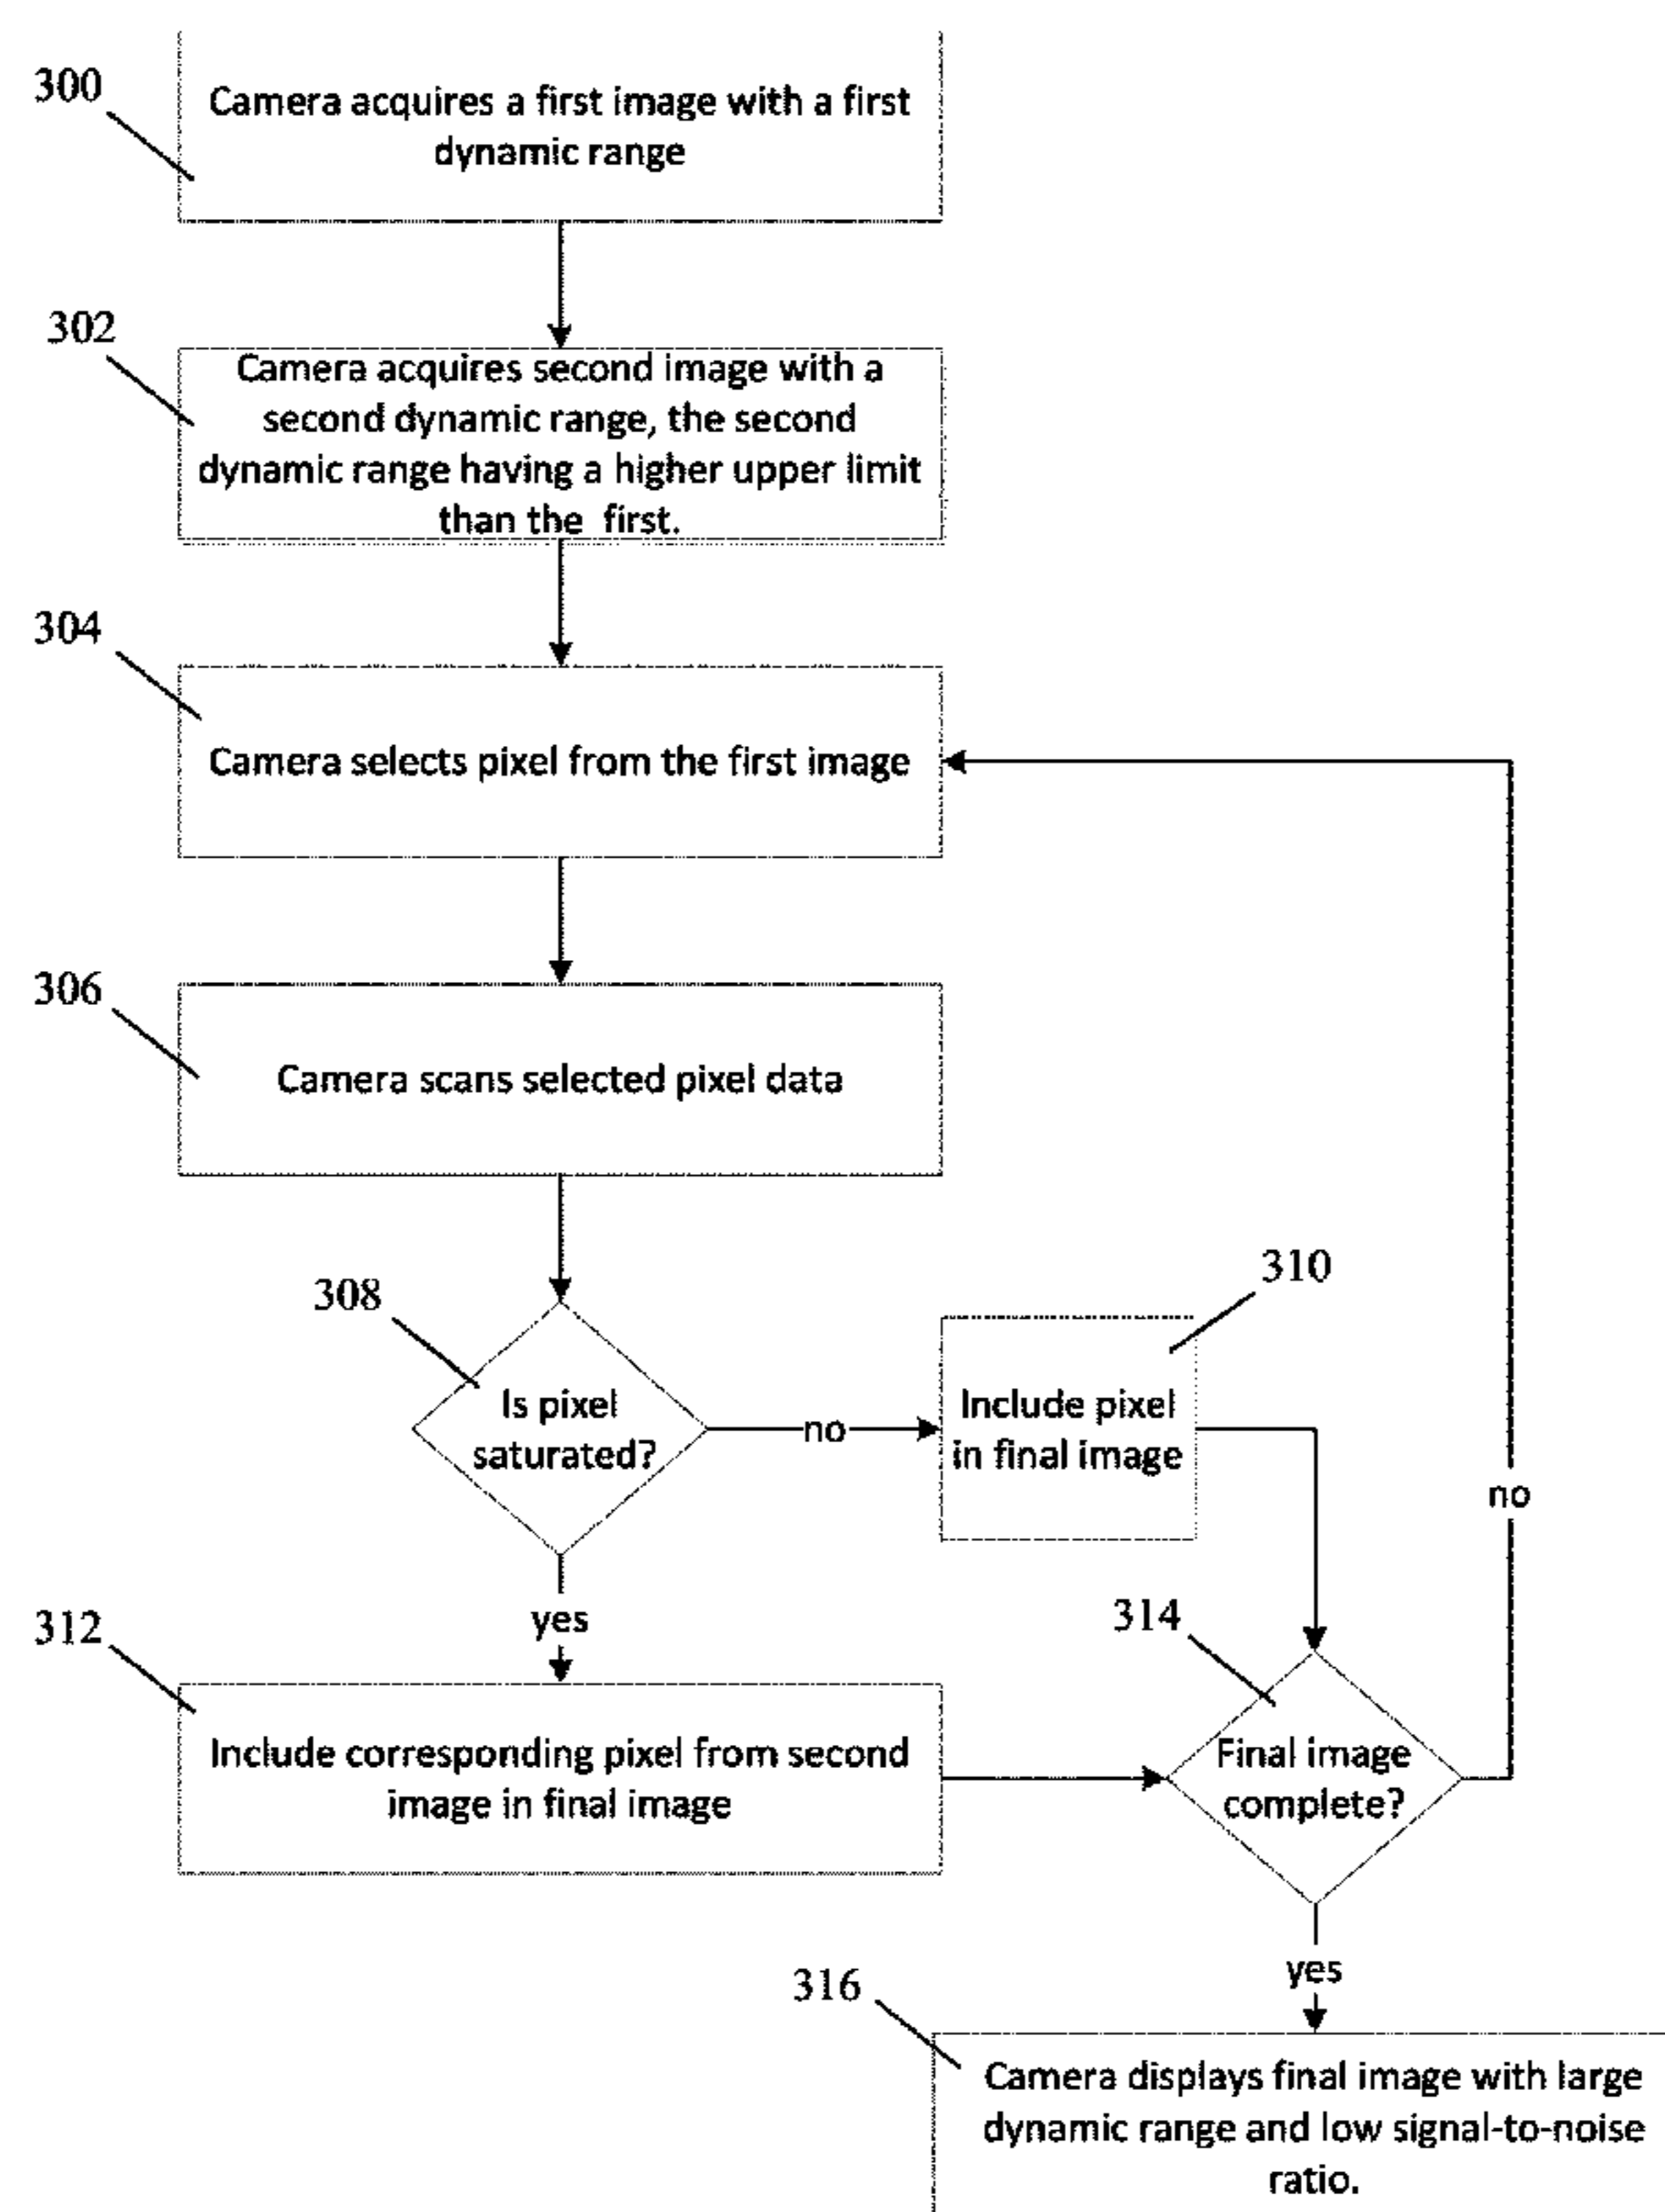 300
Camera acquires a first image with a first
dynamic range
302
Camera acquires second image with a
second dynamic range, the second
dynamic range having a higher upper limit
than the first.
304
Camera selects pixel from the first image
306
Camera scans selected pixel data
308
Is pixel
saturated?
no
310
Include pixel
in final image
no
yes
312
Include corresponding pixel from second
image in final image
314
Final image
complete?
yes
316
Camera displays final image with large
dynamic range and low signal-to-noise
ratio.